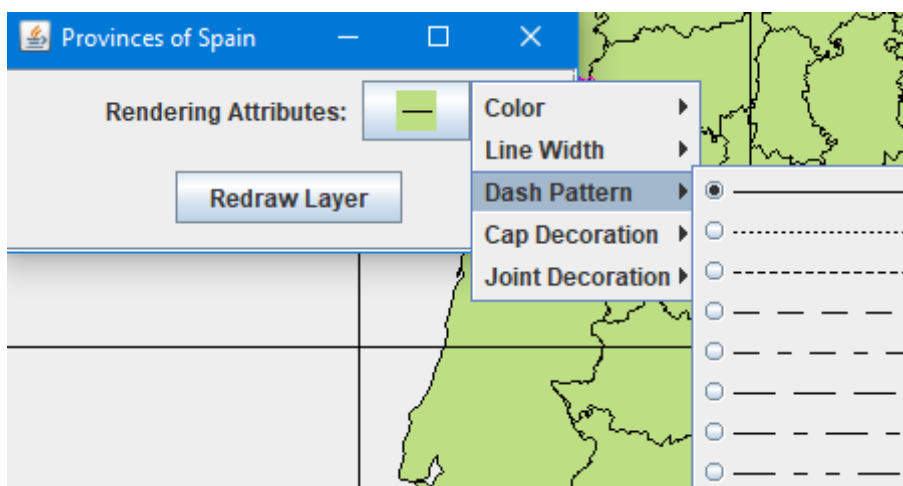 Provinces of Spain
Rendering Attributes:
Color
Line Width
Redraw Layer
Dash Pattern
Cap Decoration
Joint Decoration